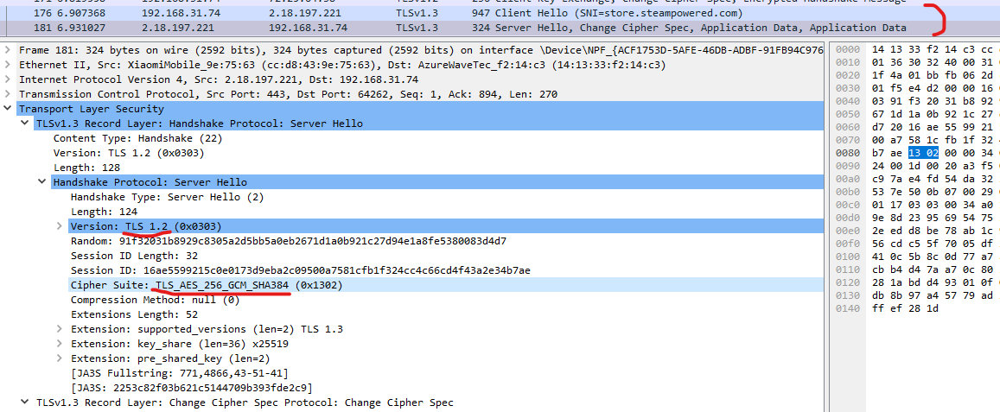 176 6.907368 192.168.31.74 2.18.197.221 TLSv1.3 947 Client Hello (SNI=store.steampowered.com)
181 6.931027 2.18.197.221 192.168.31.74 TLSv1.3 324 Server Hello, Change Cipher Spec, Application Data, Application Data
Frame 181: 324 bytes on wire (2592 bits), 324 bytes captured (2592 bits) on interface \Device\NPF_{ACF1753D-5AFE-46DB-ADBF-91FB94C976
Ethernet II, Src: XiaomiMobile_9e:75:63 (cc:d8:43:9e:75:63), Dst: AzureWaveTec_f2:14:c3 (14:13:33:f2:14:c3)
Internet Protocol Version 4, Src: 2.18.197.221, Dst: 192.168.31.74
Transmission Control Protocol, Src Port: 443, Dst Port: 64262, Seq: 1, Ack: 894, Len: 270
Transport Layer Security
TLSv1.3 Record Layer: Handshake Protocol: Server Hello
Content Type: Handshake (22)
Version: TLS 1.2 (0x0303)
Length: 128
Handshake Protocol: Server Hello
Handshake Type: Server Hello (2)
Length: 124
Version: TLS 1.2 (0x0303)
Random: 91f32031b8929c8305a2d5bb5a0eb2671d1a0b921c27d94e1a8fe5380083d4d7
Session ID Length: 32
Session ID: 16ae5599215c0e0173d9eba2c09500a7581cfb1f324cc4c66cd4f43a2e34b7ae
Cipher Suite: TLS_AES_256_GCM_SHA384 (0x1302)
Compression Method: null (0)
Extensions Length: 52
Extension: supported_versions (len=2) TLS 1.3
Extension: key_share (len=36) x25519
Extension: pre_shared_key (len=2)
[JA3S Fullstring: 771,4866,43-51-41]
[JA3S: 2253c82f03b621c5144709b393fde2c9]
TLSv1.3 Record Layer: Change Cipher Spec Protocol: Change Cipher Spec
0000 14 13 33 f2 14 c3 cc
0010 01 36 30 32 40 00 31
0020 1f 4a 01 bb fb 06 2d
0030 01 f5 e4 d2 00 00 16
0040 03 91 f3 20 31 b8 92
0050 67 1d 1a 0b 92 1c 27
0060 d7 20 16 ae 55 99 21
0070 00 a7 58 1c fb 1f 32
0080 b7 ae 13 02 00 00 34
0090 24 00 1d 00 20 a3 f5
00a0 c9 7a e4 fd 54 da 32
00b0 53 7e 50 0b 07 00 29
00c0 01 17 03 03 00 34 a0
00d0 9e 8d 23 95 69 54 75
00e0 2e ed d8 be 78 ab 1c
00f0 56 cd c5 5f 70 05 df
0100 41 0c 5b 8c 0d 77 a7
0110 cb b4 d4 7a a7 0c 80
0120 28 1a bd d4 93 01 0f
0130 db 8b 97 a4 57 79 ad
0140 ff ef 28 1d